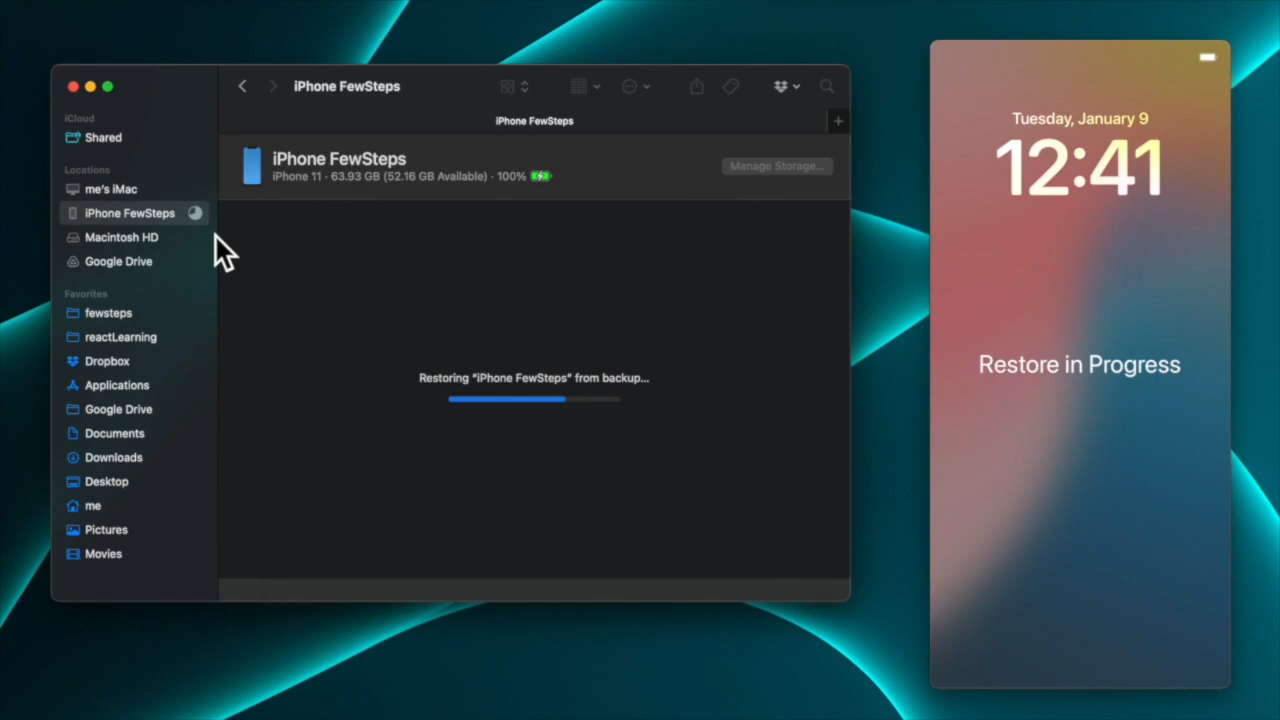 iPhone FewSteps
iPhone FewSteps
iCloud
Shared
Locations
me's iMac
iPhone FewSteps
Macintosh HD
Google Drive
Favorites
fewsteps
reactLearning
Dropbox
Applications
Google Drive
Documents
Downloads
Desktop
me
Pictures
Movies
iPhone FewSteps
iPhone 11 · 63.93 GB (52.16 GB Available) · 100%
Manage Storage...
Restoring “iPhone FewSteps” from backup...
Tuesday, January 9
12:41
Restore in Progress